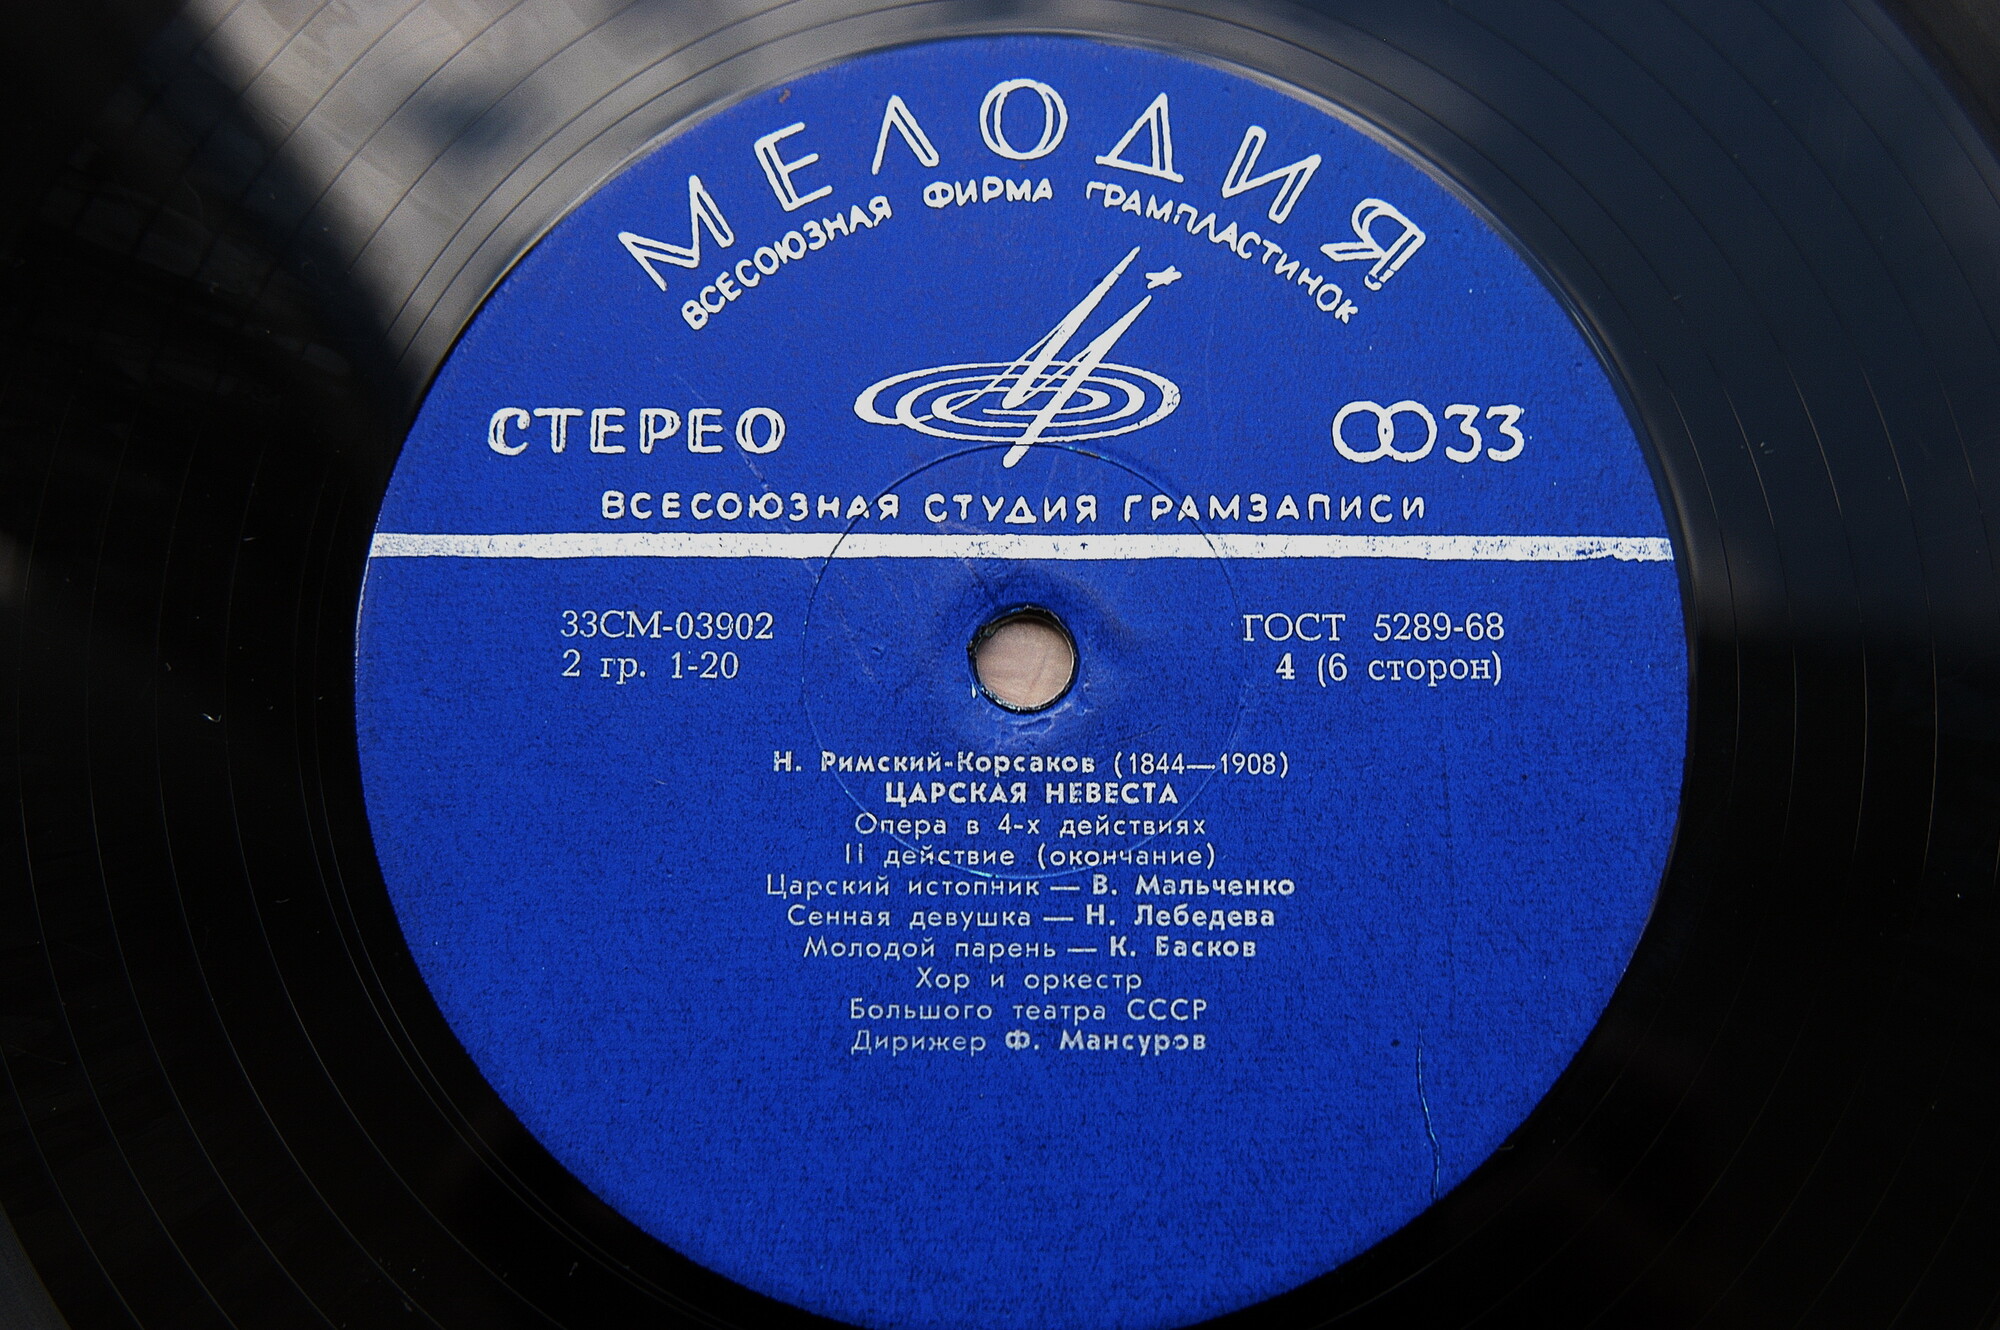 МЕЛОДИЯ
ВСЕСОЮЗНАЯ ФИРМА ГРАМПЛАСТИНОК
СТЕРЕО
33
ВСЕСОЮЗНАЯ СТУДИЯ ГРАМЗАПИСИ
33СМ-03902
ГОСТ 5289-68
2 гр. 1-20
4 (6 сторон)
Н. Римский-Корсаков (1844—1908)
ЦАРСКАЯ НЕВЕСТА
Опера в 4-х действиях
II действие (окончание)
Царский истопник — В. Мальченко
Сенная девушка — Н. Лебедева
Молодой парень — К. Басков
Хор и оркестр
Большого театра СССР
Дирижер Ф. Мансуров